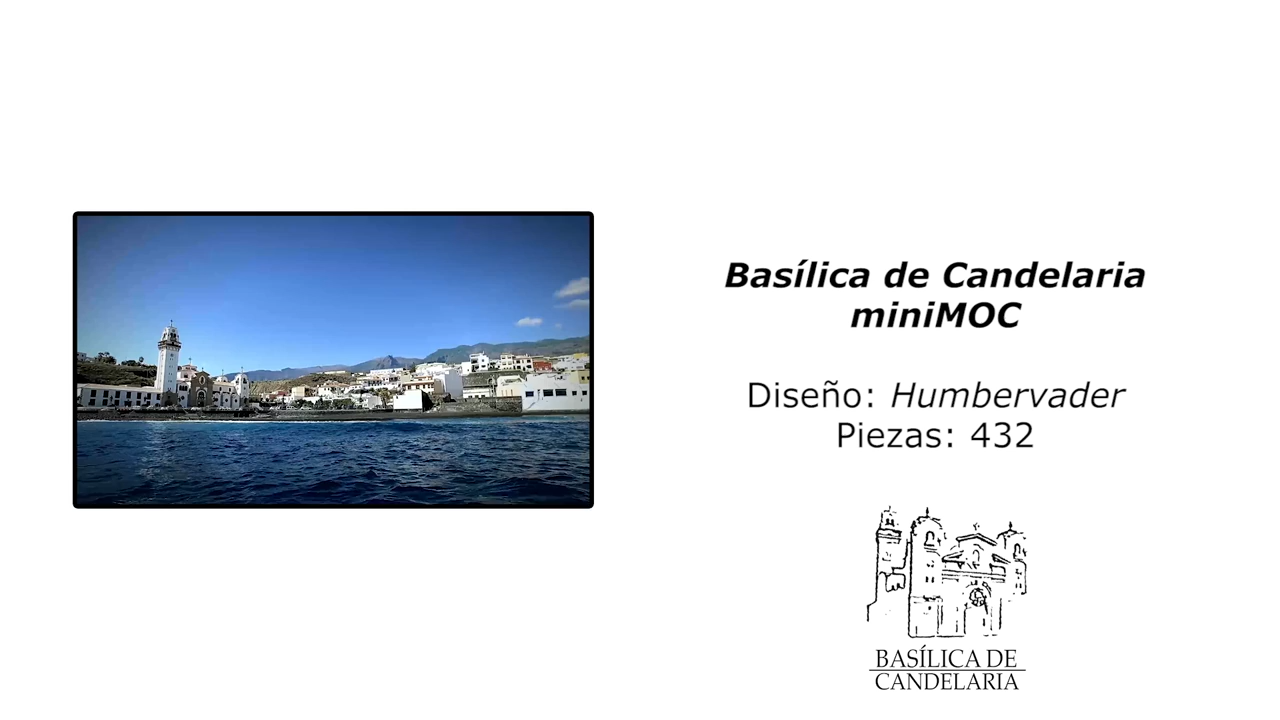 Basílica de Candelaria
miniMOC
Diseño: Humbervader
Piezas: 432
BASÍLICA DE
CANDELARIA